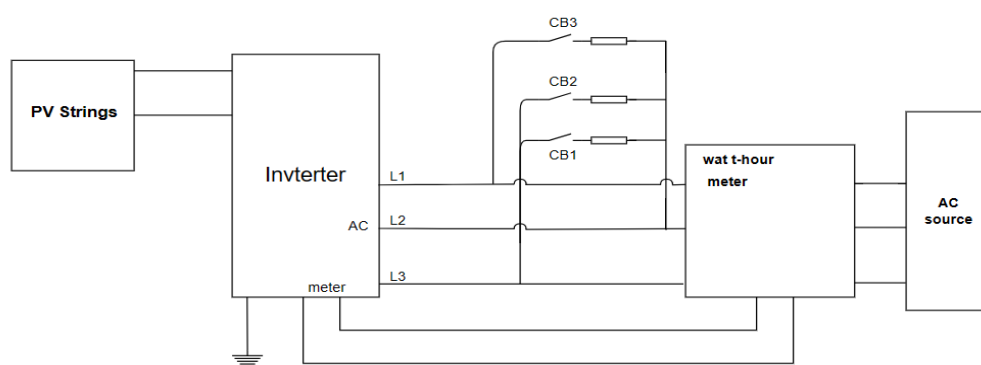 CB3
PV Strings
CB2
CB1
wat t-hour
meter
Invterter
L1
AC
L2
AC
source
L3
meter